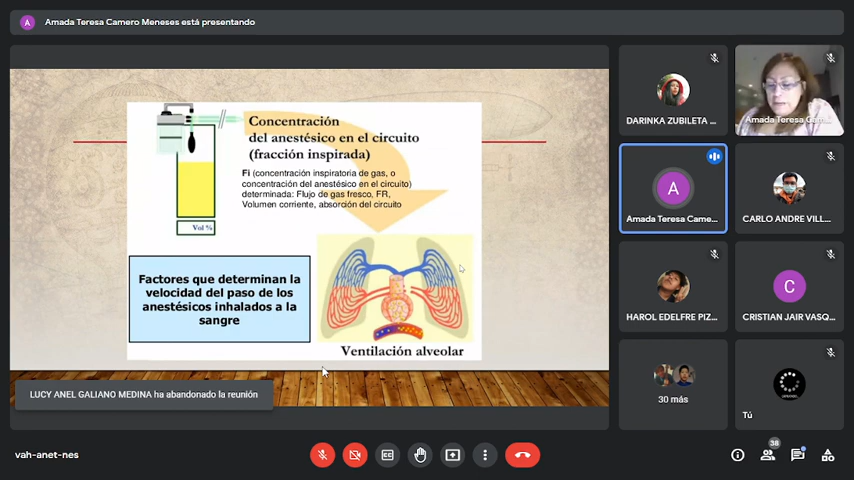 A
Amada Teresa Camero Meneses está presentando
Concentración
del anestésico en el circuito
(fracción inspirada)
Fi (concentración inspiratoria de gas, o
concentración del anestésico en el circuito)
determinada: Flujo de gas fresco, FR,
Volumen corriente, absorción del circuito
Vol %
Factores que determinan la
velocidad del paso de los
anestésicos inhalados a la
sangre
Ventilación alveolar
LUCY ANEL GALIANO MEDINA ha abandonado la reunión
DARINKA ZUBILETA ...
Amada Teresa Cam...
A
Amada Teresa Came...
CARLO ANDRE VILL...
HAROL EDELFRE PIZ...
C
CRISTIAN JAIR VASQ...
30 más
Tú
vah-anet-nes
38